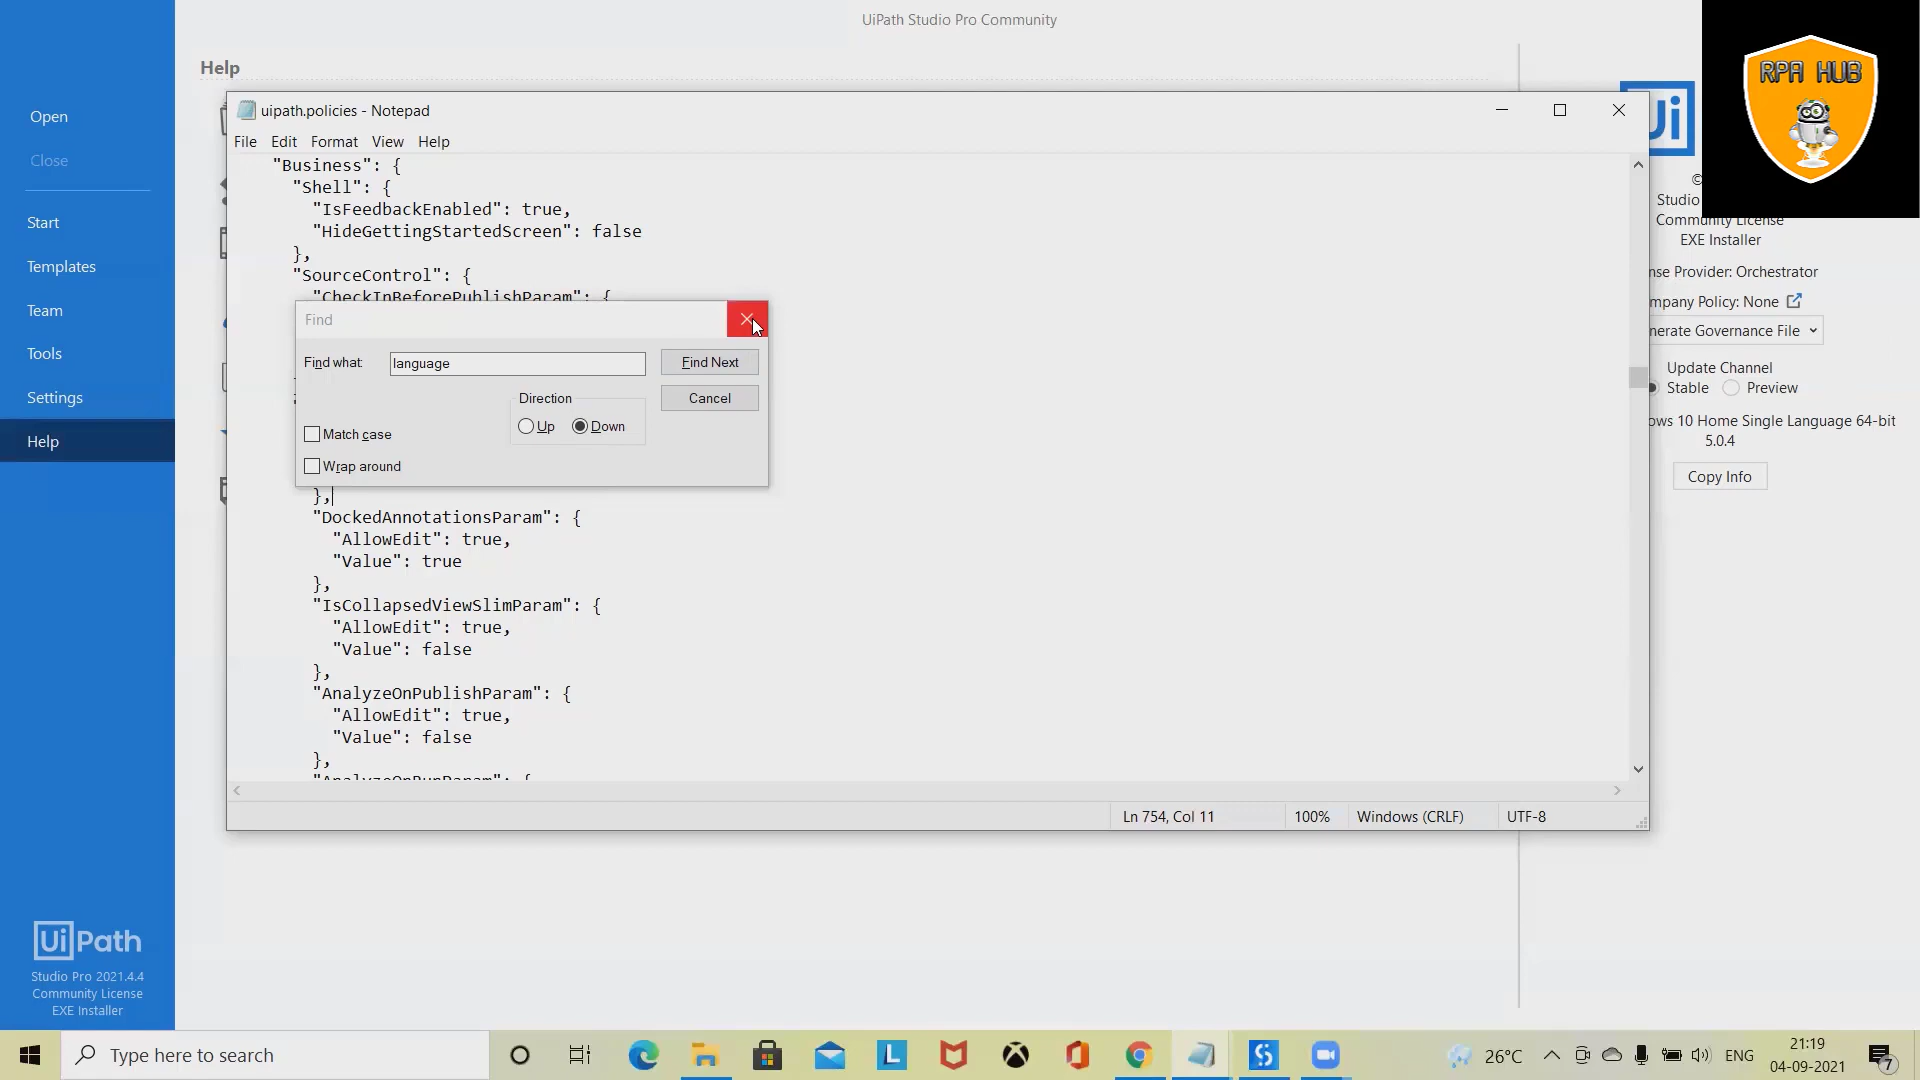 UiPath Studio Pro Community
RPA HUB
Help
Open
Close
Start
Templates
Team
Tools
Settings
Help
UiPath
Studio Pro 2021.4.4
Community License
EXE Installer
uipath.policies - Notepad
File Edit Format View Help
"Business": {
"Shell": {
"IsFeedbackEnabled": true,
"HideGettingStartedScreen": false
},
"SourceControl": {
"CheckInBeforePublishParam": {
Find
Find what: language Find Next
Direction Cancel
Up Down
Match case
Wrap around
},
"DockedAnnotationsParam": {
"AllowEdit": true,
"Value": true
},
"IsCollapsedViewSlimParam": {
"AllowEdit": true,
"Value": false
},
"AnalyzeOnPublishParam": {
"AllowEdit": true,
"Value": false
},
"AnalyzeOnRunParam": {
Ln 754, Col 11 100% Windows (CRLF) UTF-8
Ui
©
Studio
Community License
EXE Installer
nse Provider: Orchestrator
mpany Policy: None
nerate Governance File
Update Channel
Stable Preview
ows 10 Home Single Language 64-bit
5.0.4
Copy Info
Type here to search
L
26°C ENG
21:19
04-09-2021
7